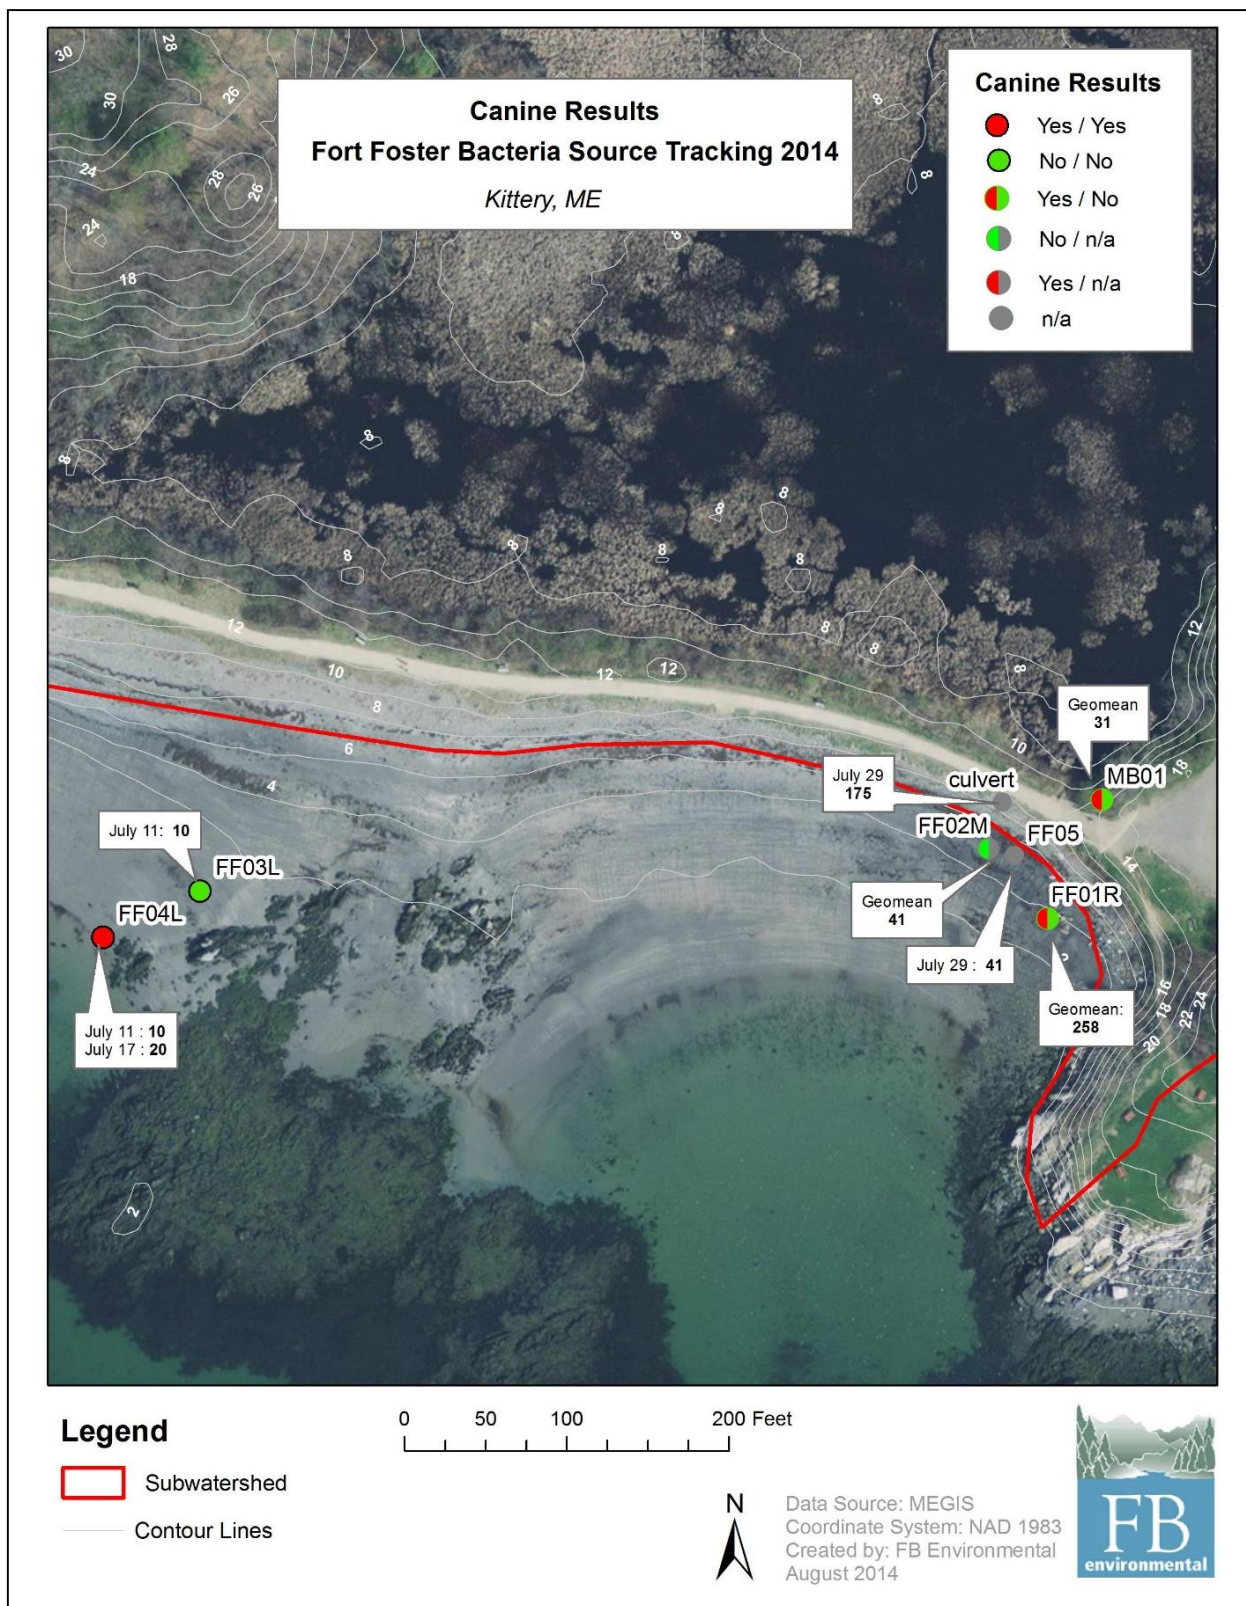 Canine Results
Fort Foster Bacteria Source Tracking 2014
Kittery, ME
Canine Results
Yes / Yes
No / No
Yes / No
No / n/a
Yes / n/a
n/a
30
28
30
26
24
28
26
24
18
8
8
8
8
8
8
8
8
8
8
8
8
8
8
12
12
10
12
12
8
10
6
4
18
Geomean
31
MB01
July 29
175
culvert
FF02M
FF05
14
July 11: 10
FF03L
FF04L
Geomean
41
FF01R
July 29 : 41
July 11 : 10
July 17 : 20
Geomean:
258
16
18
20
22
24
2
Legend
Subwatershed
Contour Lines
0 50 100 200 Feet
N
Data Source: MEGIS
Coordinate System: NAD 1983
Created by: FB Environmental
August 2014
FB
environmental